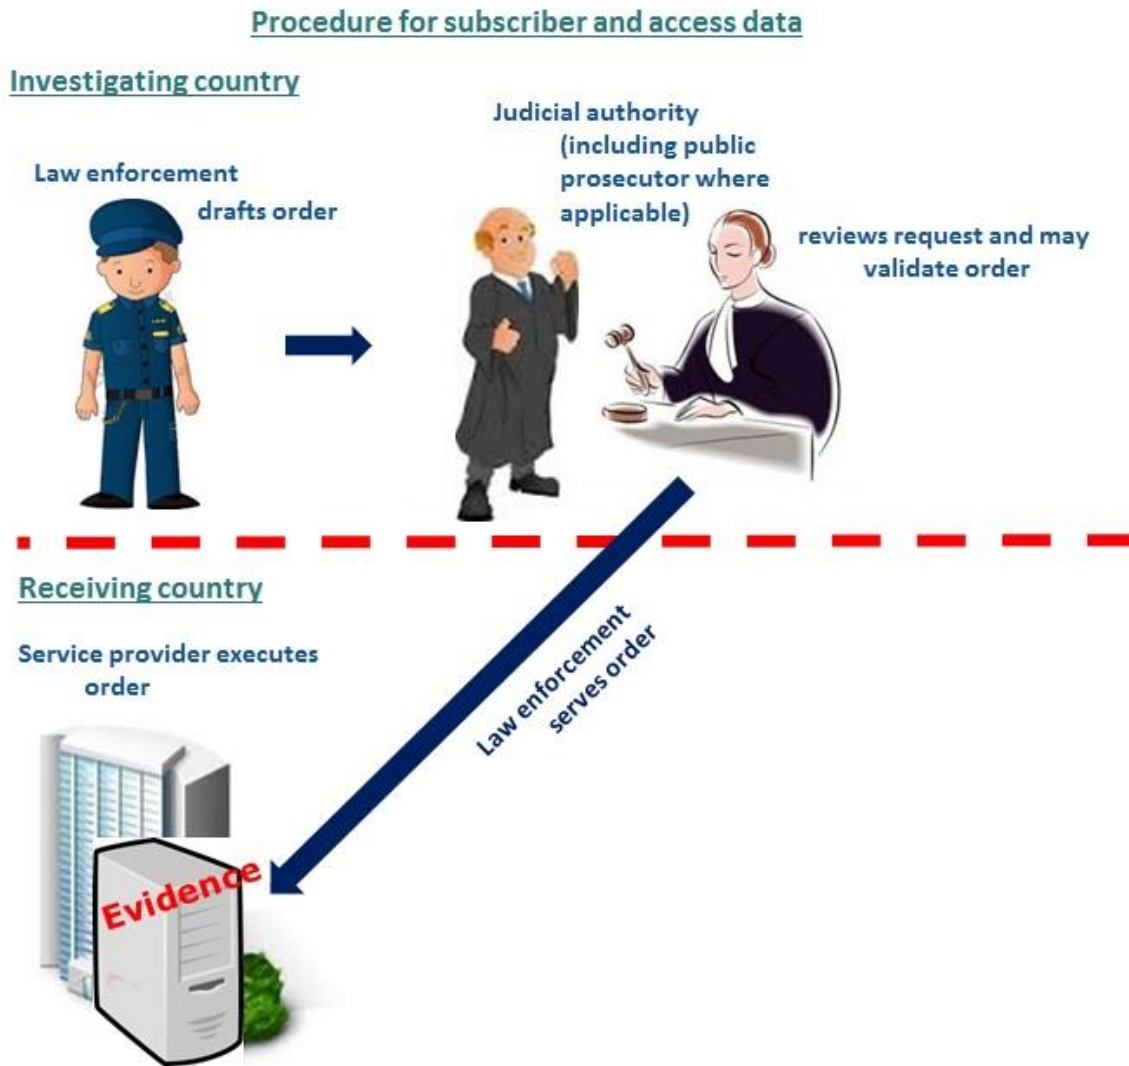 Procedure for subscriber and access data
Investigating country
Law enforcement
drafts order
Judicial authority
(including public
prosecutor where
applicable)
reviews request and may
validate order
Receiving country
Service provider executes
order
Law enforcement
serves order
Evidence